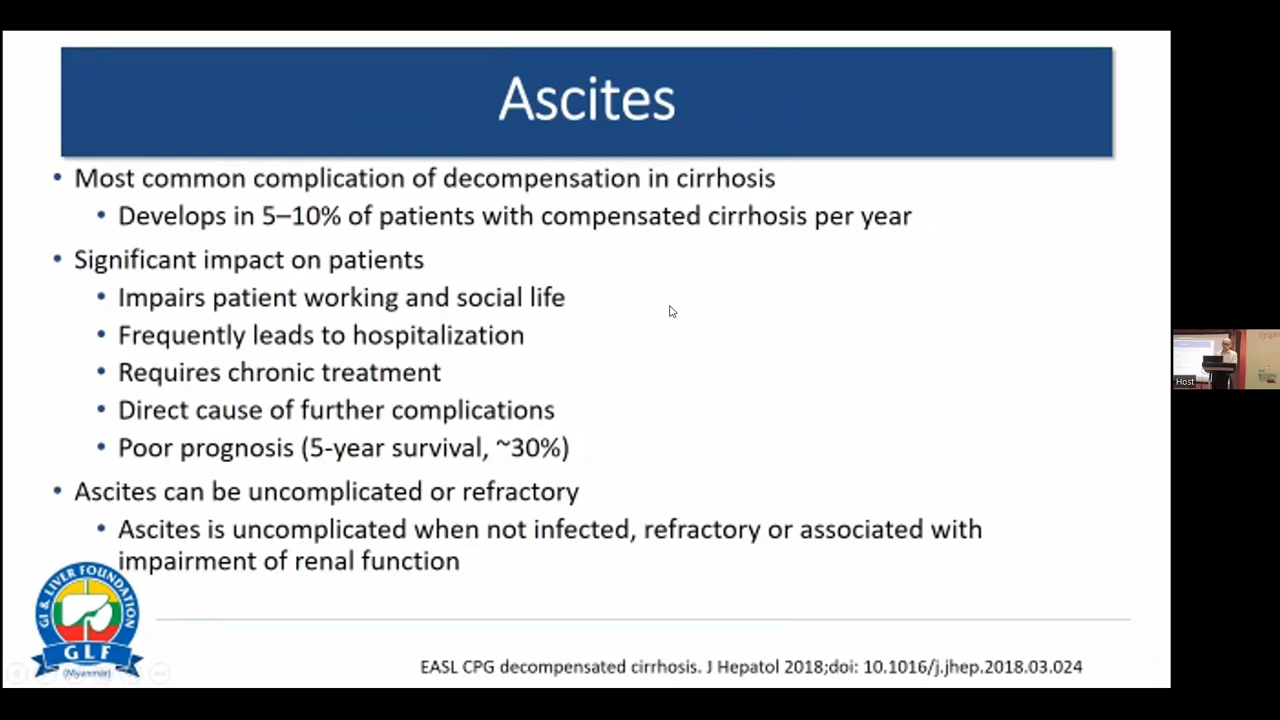 Ascites
• Most common complication of decompensation in cirrhosis
• Develops in 5–10% of patients with compensated cirrhosis per year
• Significant impact on patients
• Impairs patient working and social life
• Frequently leads to hospitalization
• Requires chronic treatment
• Direct cause of further complications
• Poor prognosis (5-year survival, ~30%)
• Ascites can be uncomplicated or refractory
• Ascites is uncomplicated when not infected, refractory or associated with
impairment of renal function
GI & LIVER FOUNDATION
GLF
(Myanmar)
EASL CPG decompensated cirrhosis. J Hepatol 2018;doi: 10.1016/j.jhep.2018.03.024
Host